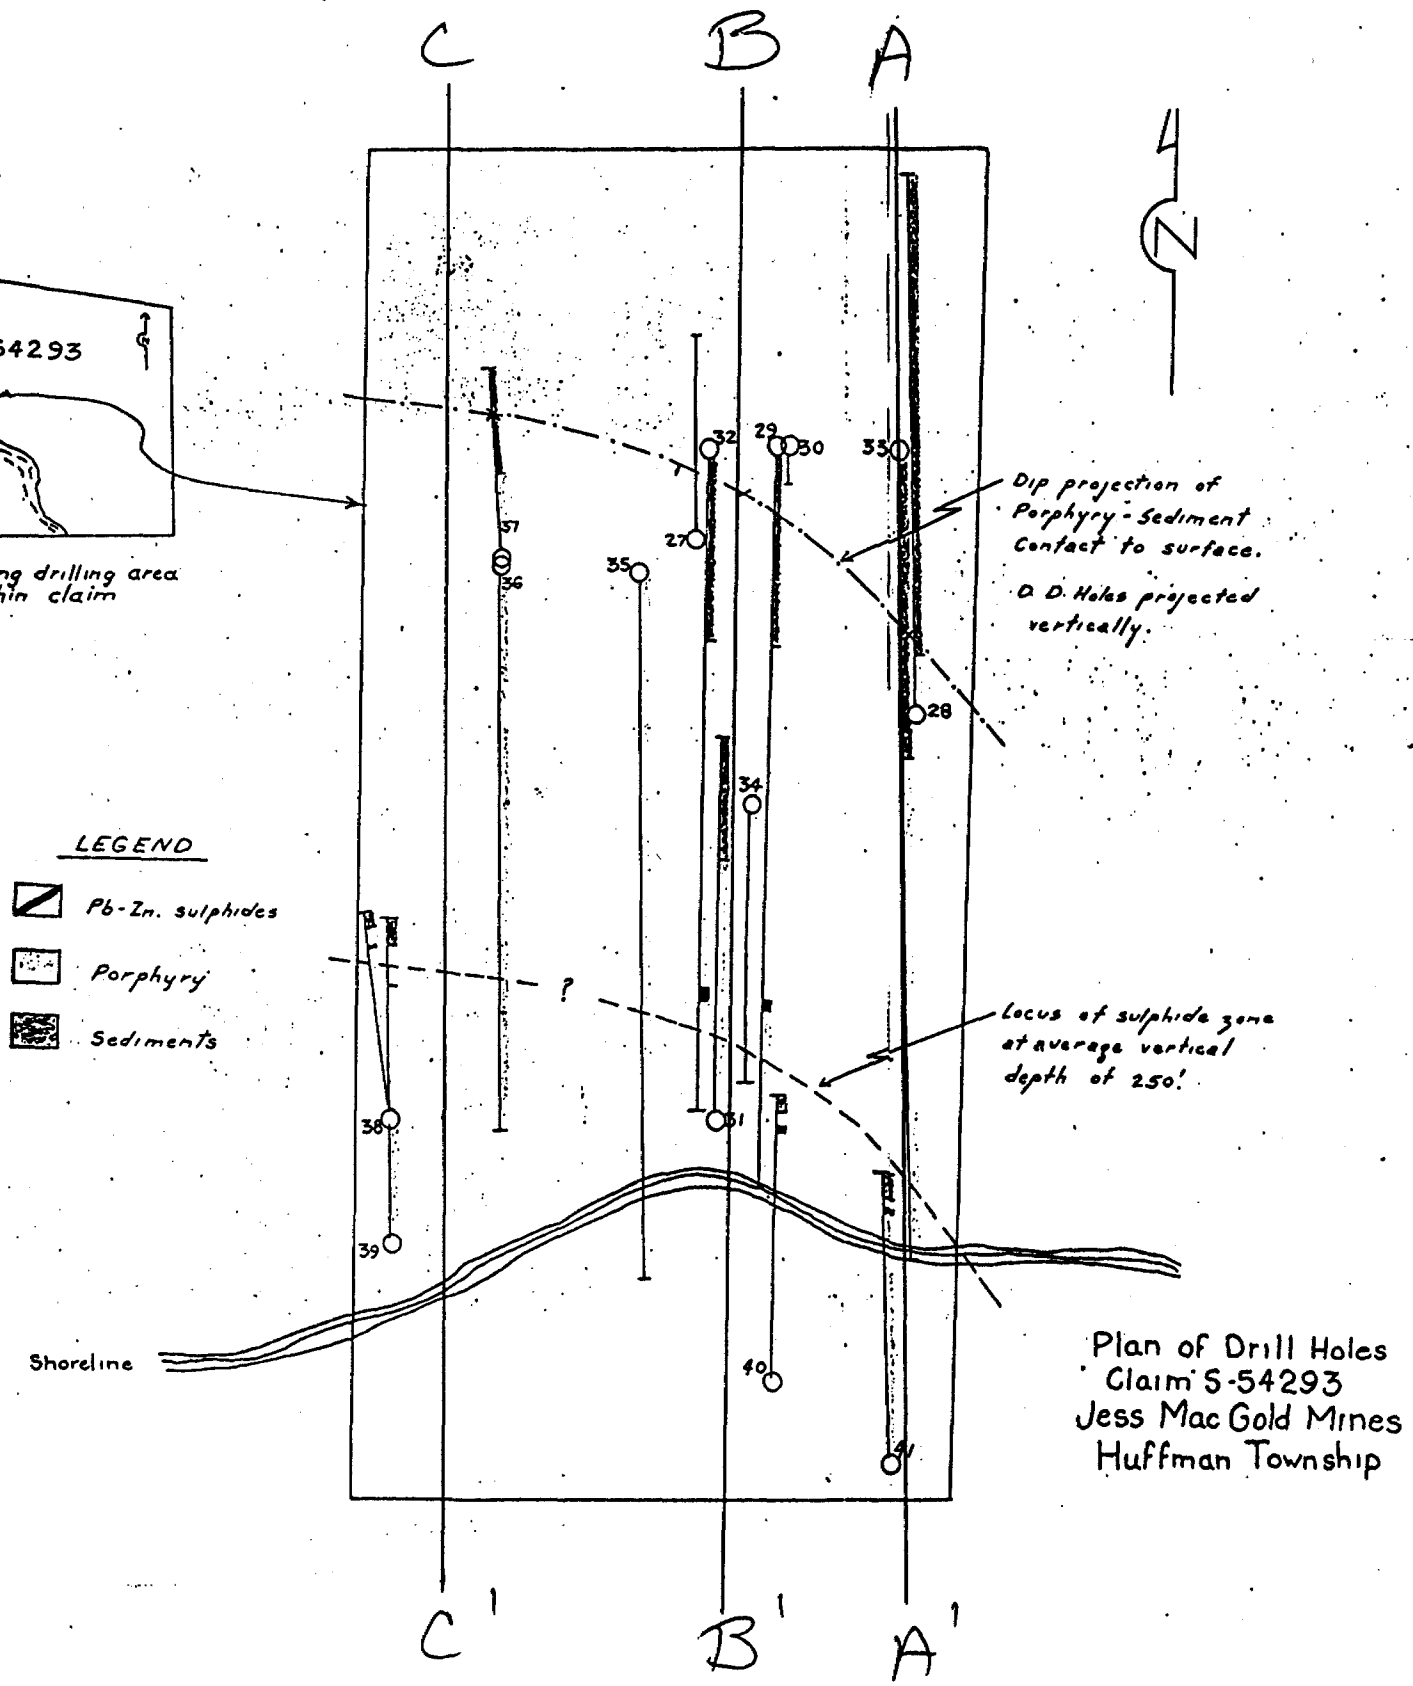 C
B
A
N
54293
ng drilling area
hin claim
32
29
30
33
27
35
37
36
28
34
Dip projection of
Porphyry - Sediment
Contact to surface.
D. D. Holes projected
vertically.
LEGEND
Pb-Zn. sulphides
Porphyry
Sediments
?
Locus of sulphide zone
at average vertical
depth of 250'.
38
31
39
40
41
Shoreline
Plan of Drill Holes
Claim S-54293
Jess Mac Gold Mines
Huffman Township
C'
B'
A'